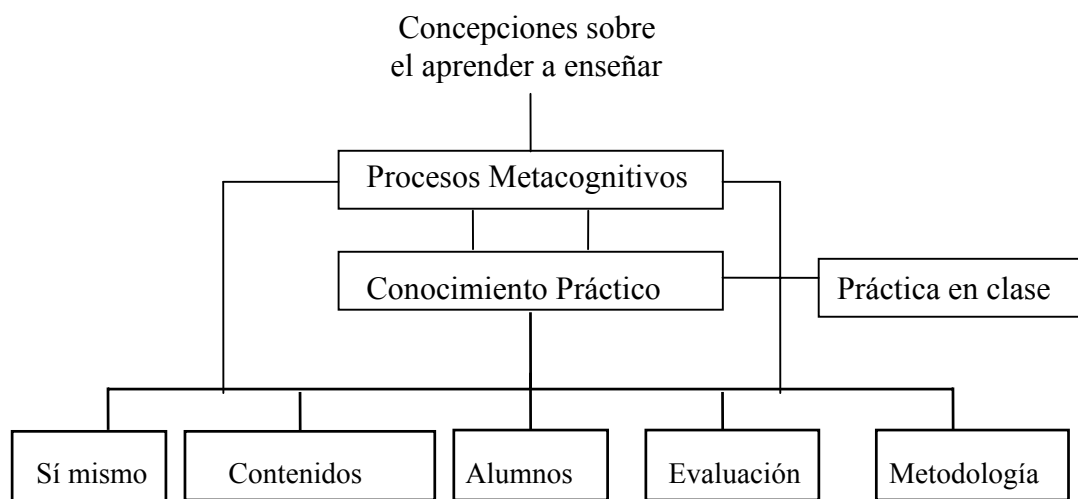 Concepciones sobre
el aprender a enseñar
Procesos Metacognitivos
Conocimiento Práctico
Práctica en clase
Sí mismo
Contenidos
Alumnos
Evaluación
Metodología